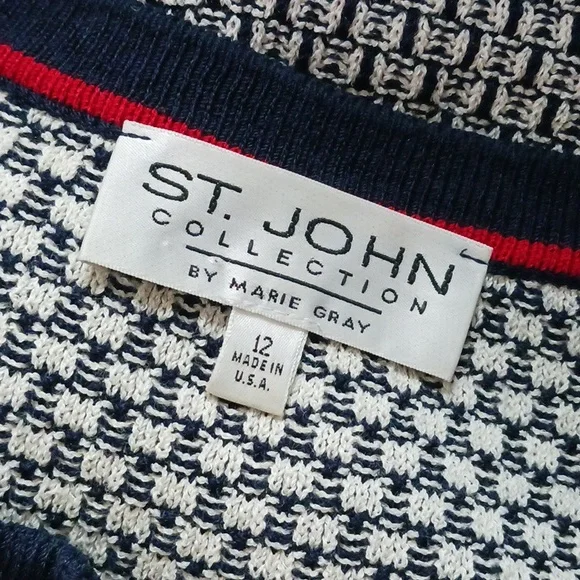 ST. JOHN
COLLECTION
BY MARIE GRAY
12
MADE IN
U.S.A.